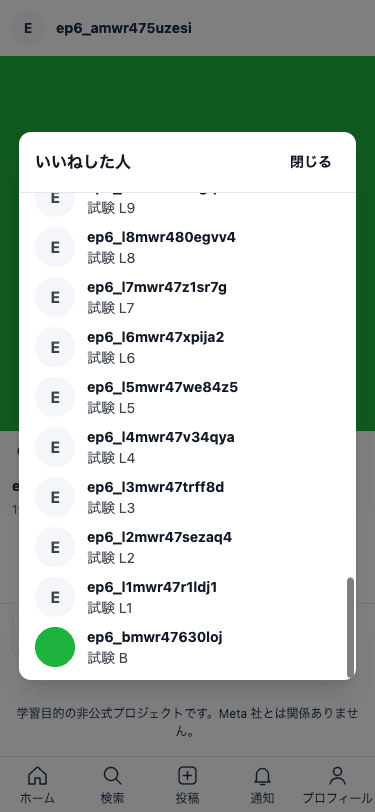 E ep6_amwr475uzesi
いいねした人 閉じる
E
試験 L9
E ep6_l8mwr480egvv4
試験 L8
E ep6_l7mwr47z1sr7g
試験 L7
E ep6_l6mwr47xpija2
試験 L6
E ep6_l5mwr47we84z5
試験 L5
E ep6_l4mwr47v34qya
試験 L4
E ep6_l3mwr47trff8d
試験 L3
E ep6_l2mwr47sezaq4
試験 L2
E ep6_l1mwr47r1ldj1
試験 L1
ep6_bmwr47630loj
試験 B
学習目的の非公式プロジェクトです。Meta 社とは関係ありませ
ん。
ホーム 検索 投稿 通知 プロフィール